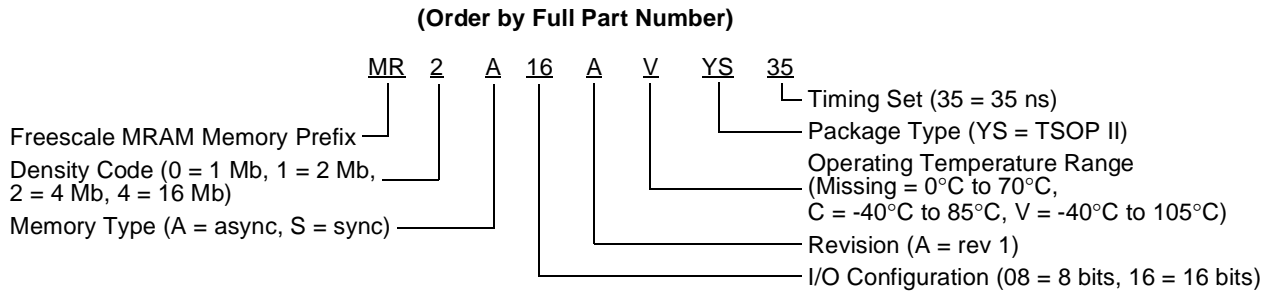 (Order by Full Part Number)
MR 2 A 16 A V YS 35
Timing Set (35 = 35 ns)
Freescale MRAM Memory Prefix
Package Type (YS = TSOP II)
Density Code (0 = 1 Mb, 1 = 2 Mb,
2 = 4 Mb, 4 = 16 Mb)
Operating Temperature Range
(Missing = 0°C to 70°C,
C = -40°C to 85°C, V = -40°C to 105°C)
Memory Type (A = async, S = sync)
Revision (A = rev 1)
I/O Configuration (08 = 8 bits, 16 = 16 bits)